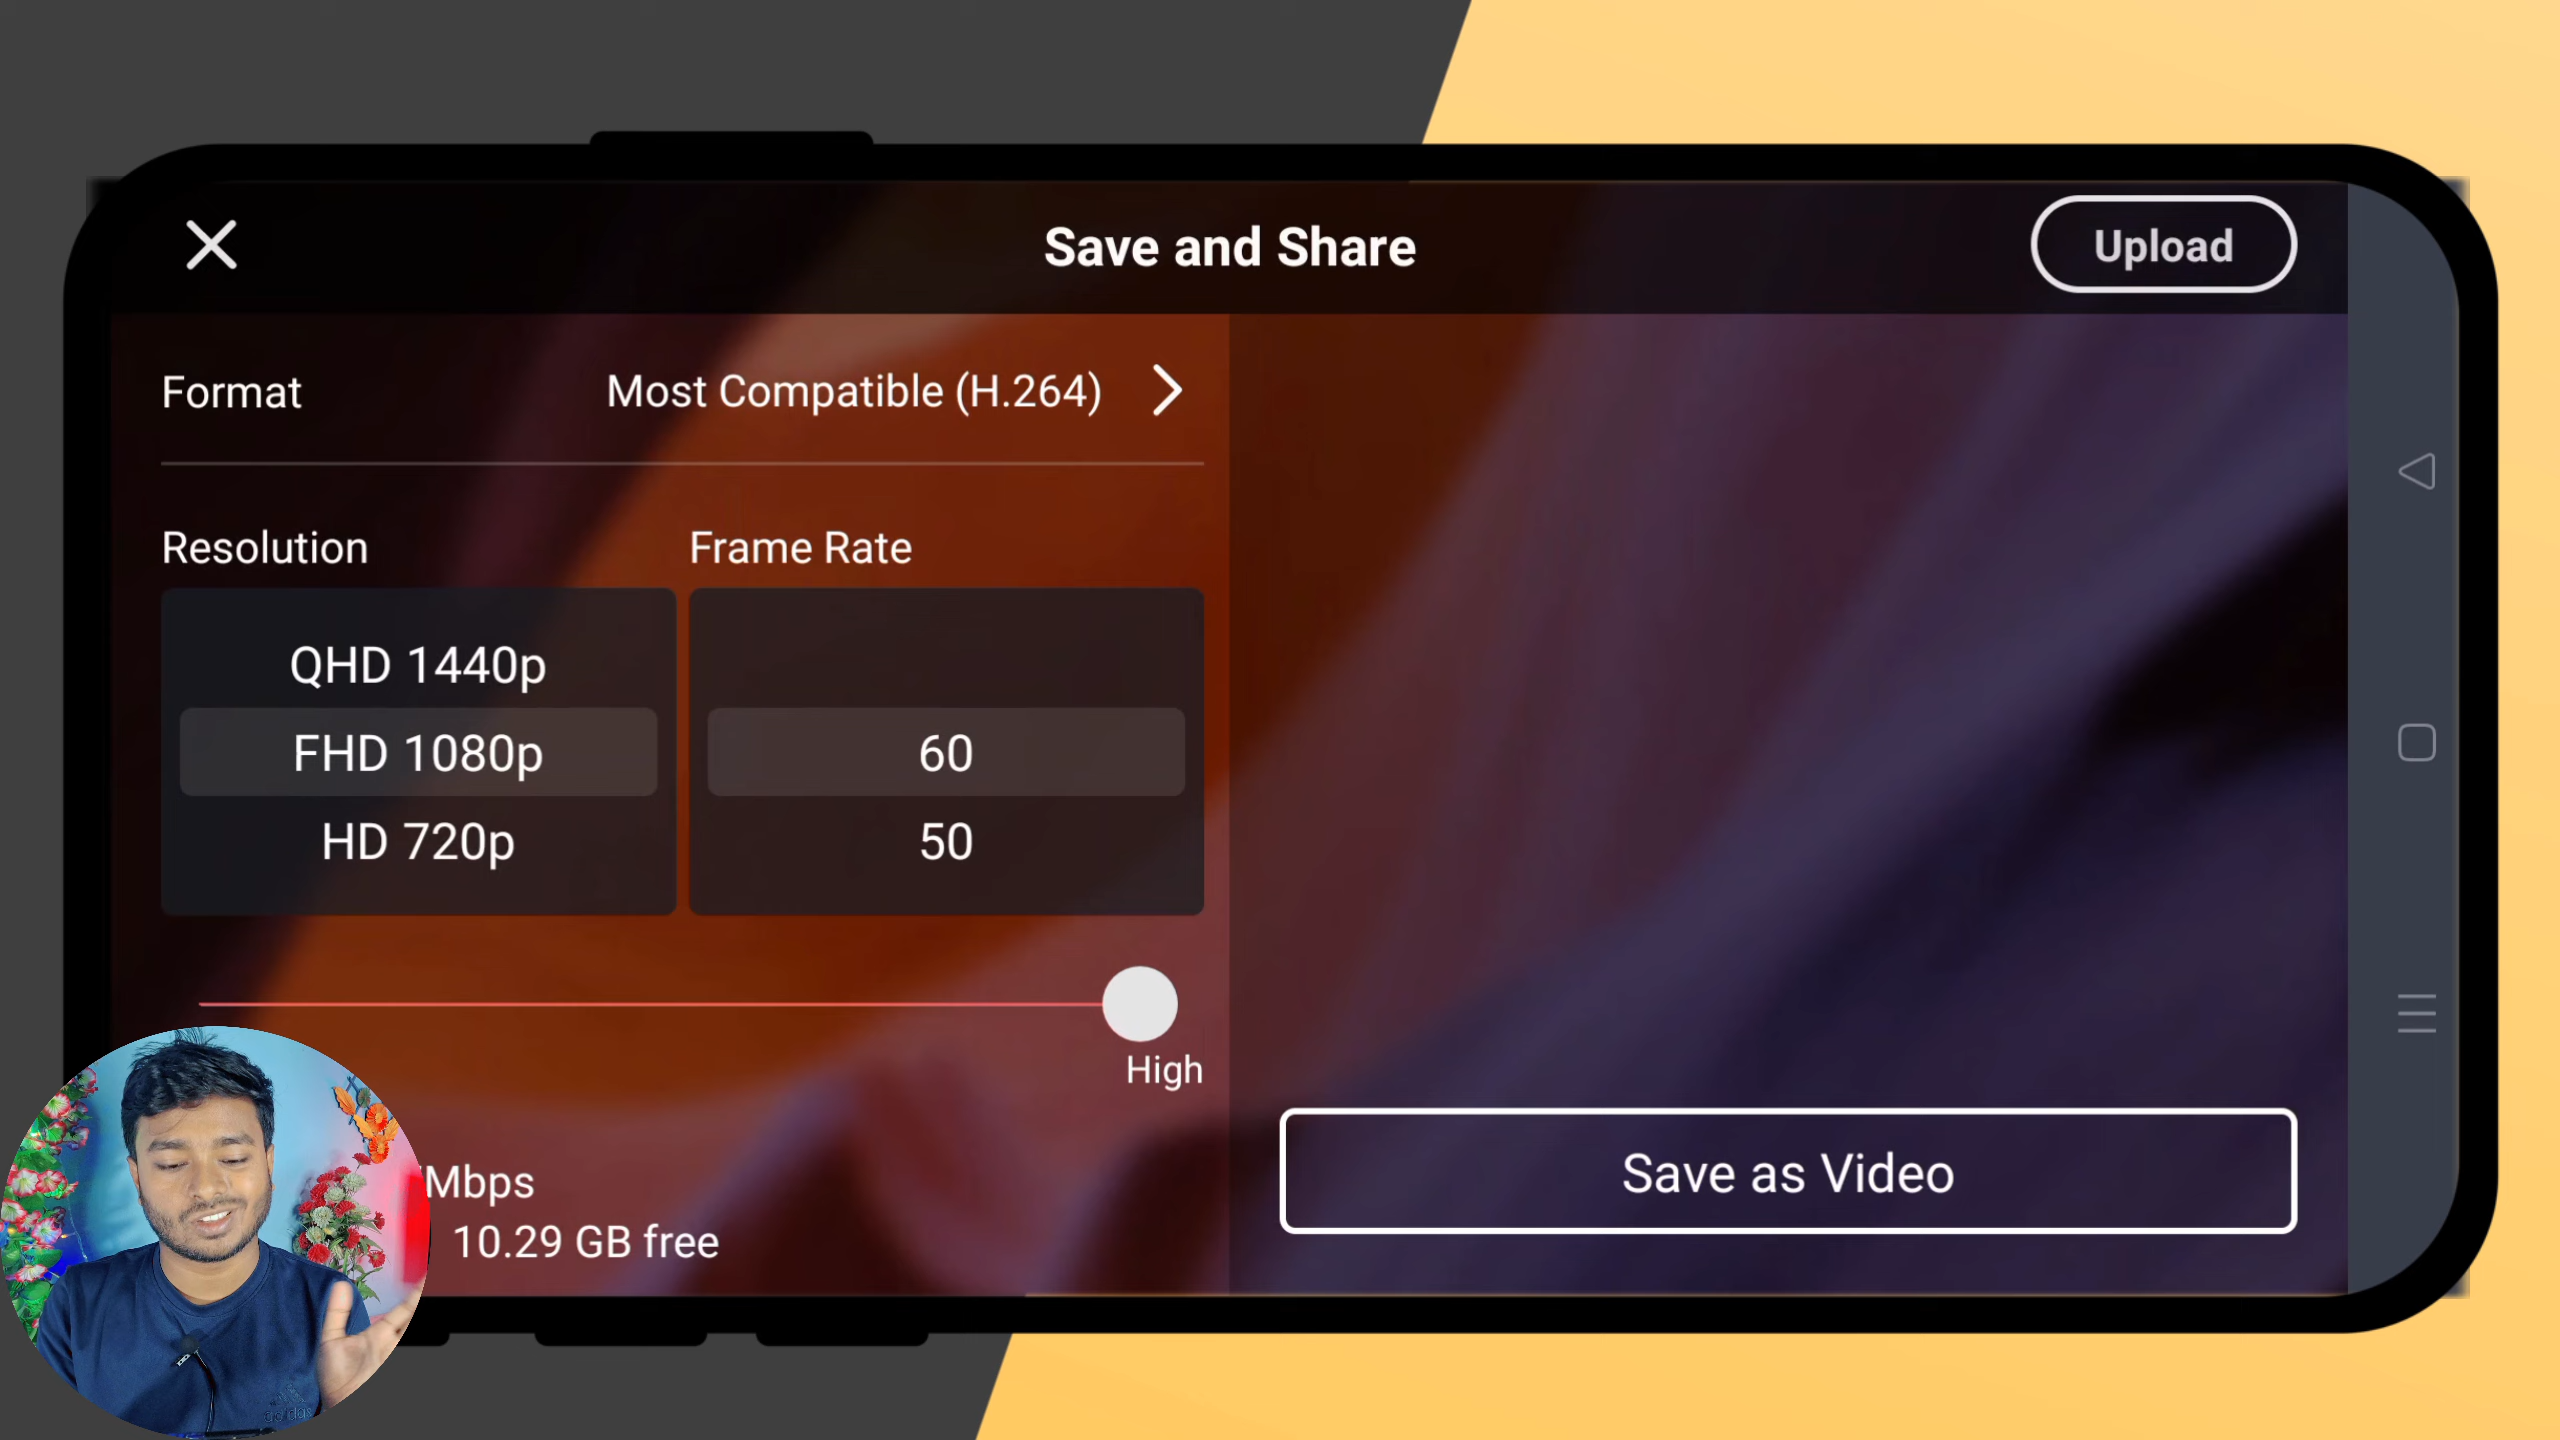 Save and Share
Upload
Format
Most Compatible (H.264)
Resolution
Frame Rate
QHD 1440p
FHD 1080p
HD 720p
60
50
High
Mbps
10.29 GB free
Save as Video
adidas